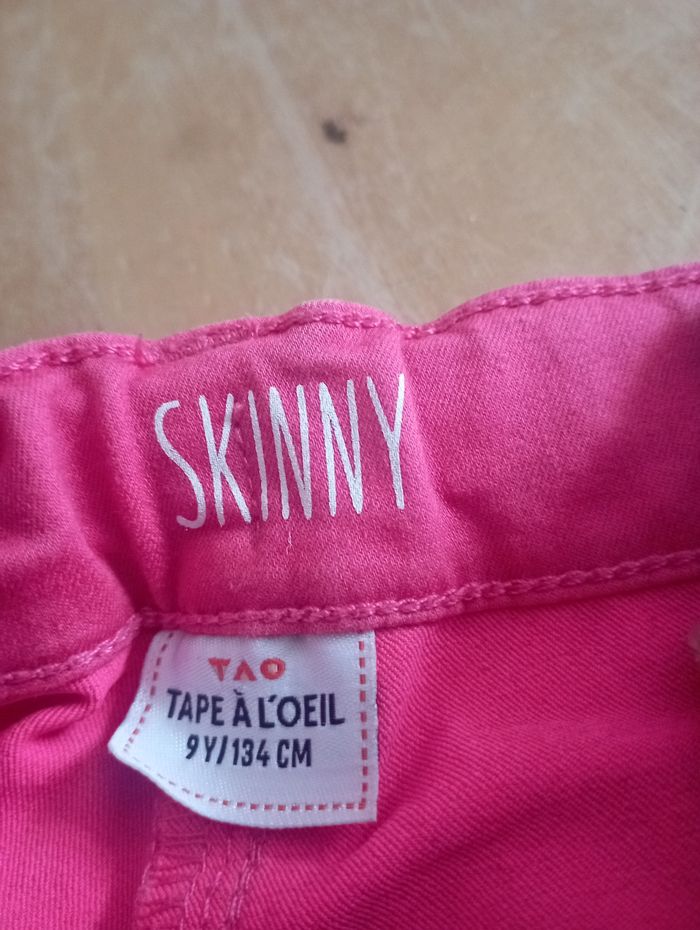 SKINNY
TAO
TAPE À L'OEIL
9 Y/134 CM